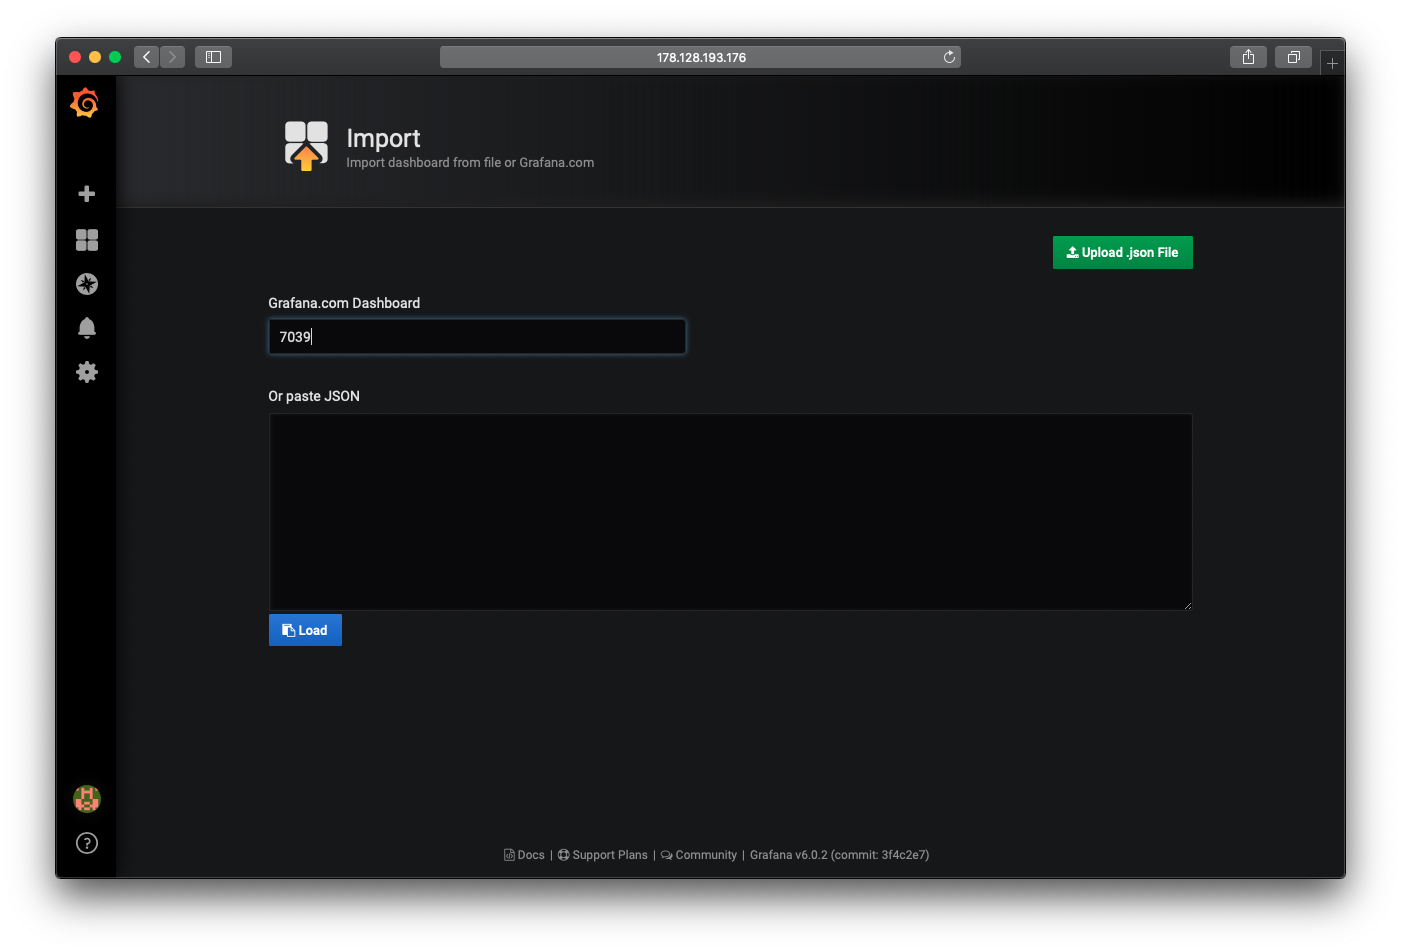 178.128.193.176
Import
Import dashboard from file or Grafana.com
Upload .json File
Grafana.com Dashboard
7039
Or paste JSON
Load
Docs | Support Plans | Community | Grafana v6.0.2 (commit: 3f4c2e7)